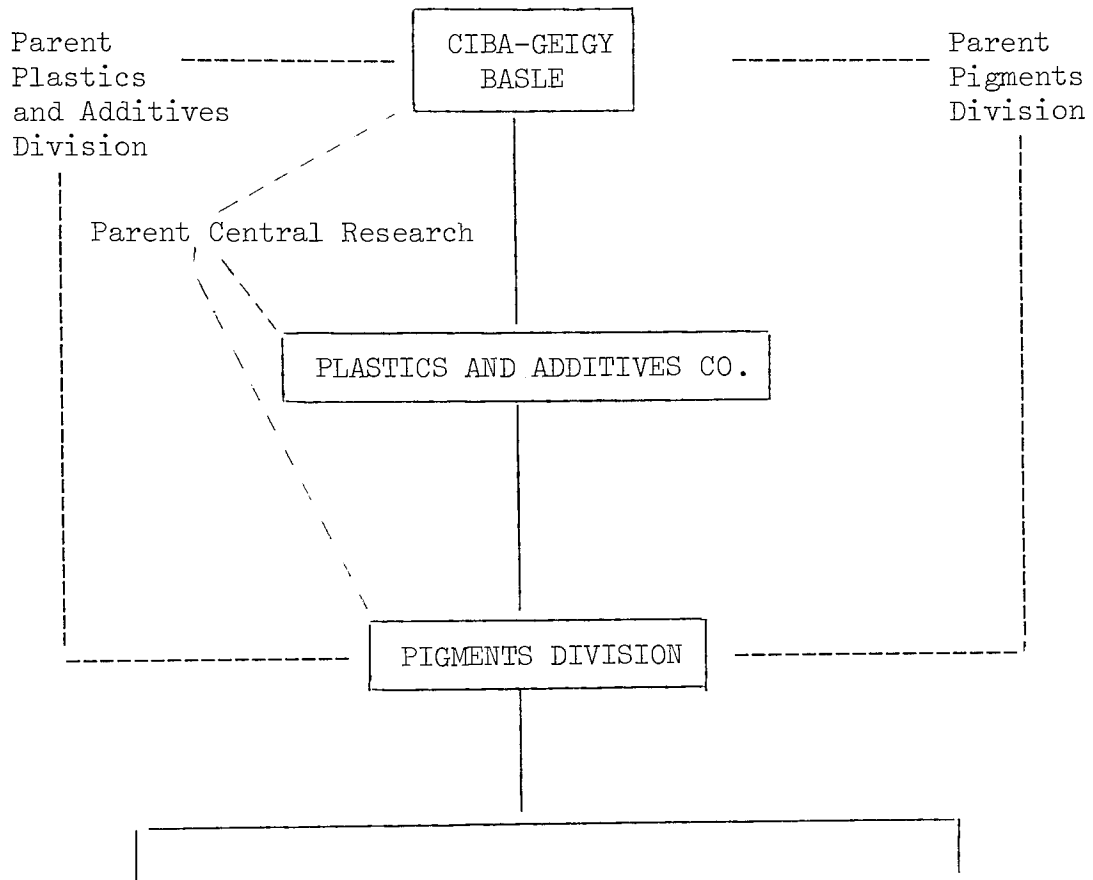 Parent
Plastics
and Additives
Division
CIBA-GEIGY
BASLE
Parent
Pigments
Division
Parent Central Research
PLASTICS AND ADDITIVES CO.
PIGMENTS DIVISION